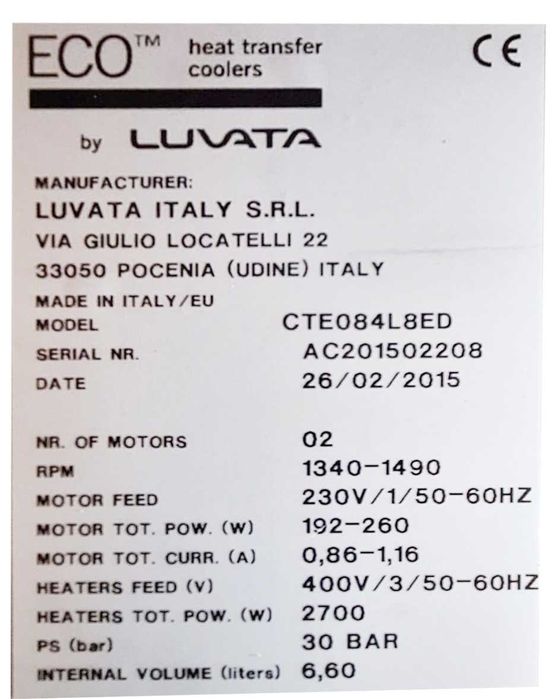 ECO™ heat transfer
coolers
CE
by LUVATA
MANUFACTURER:
LUVATA ITALY S.R.L.
VIA GIULIO LOCATELLI 22
33050 POCENIA (UDINE) ITALY
MADE IN ITALY/EU
MODEL CTE084L8ED
SERIAL NR. AC201502208
DATE 26/02/2015
NR. OF MOTORS 02
RPM 1340-1490
MOTOR FEED 230V/1/50-60HZ
MOTOR TOT. POW. (W) 192-260
MOTOR TOT. CURR. (A) 0,86-1,16
HEATERS FEED (V) 400V/3/50-60HZ
HEATERS TOT. POW. (W) 2700
PS (bar) 30 BAR
INTERNAL VOLUME (liters) 6,60